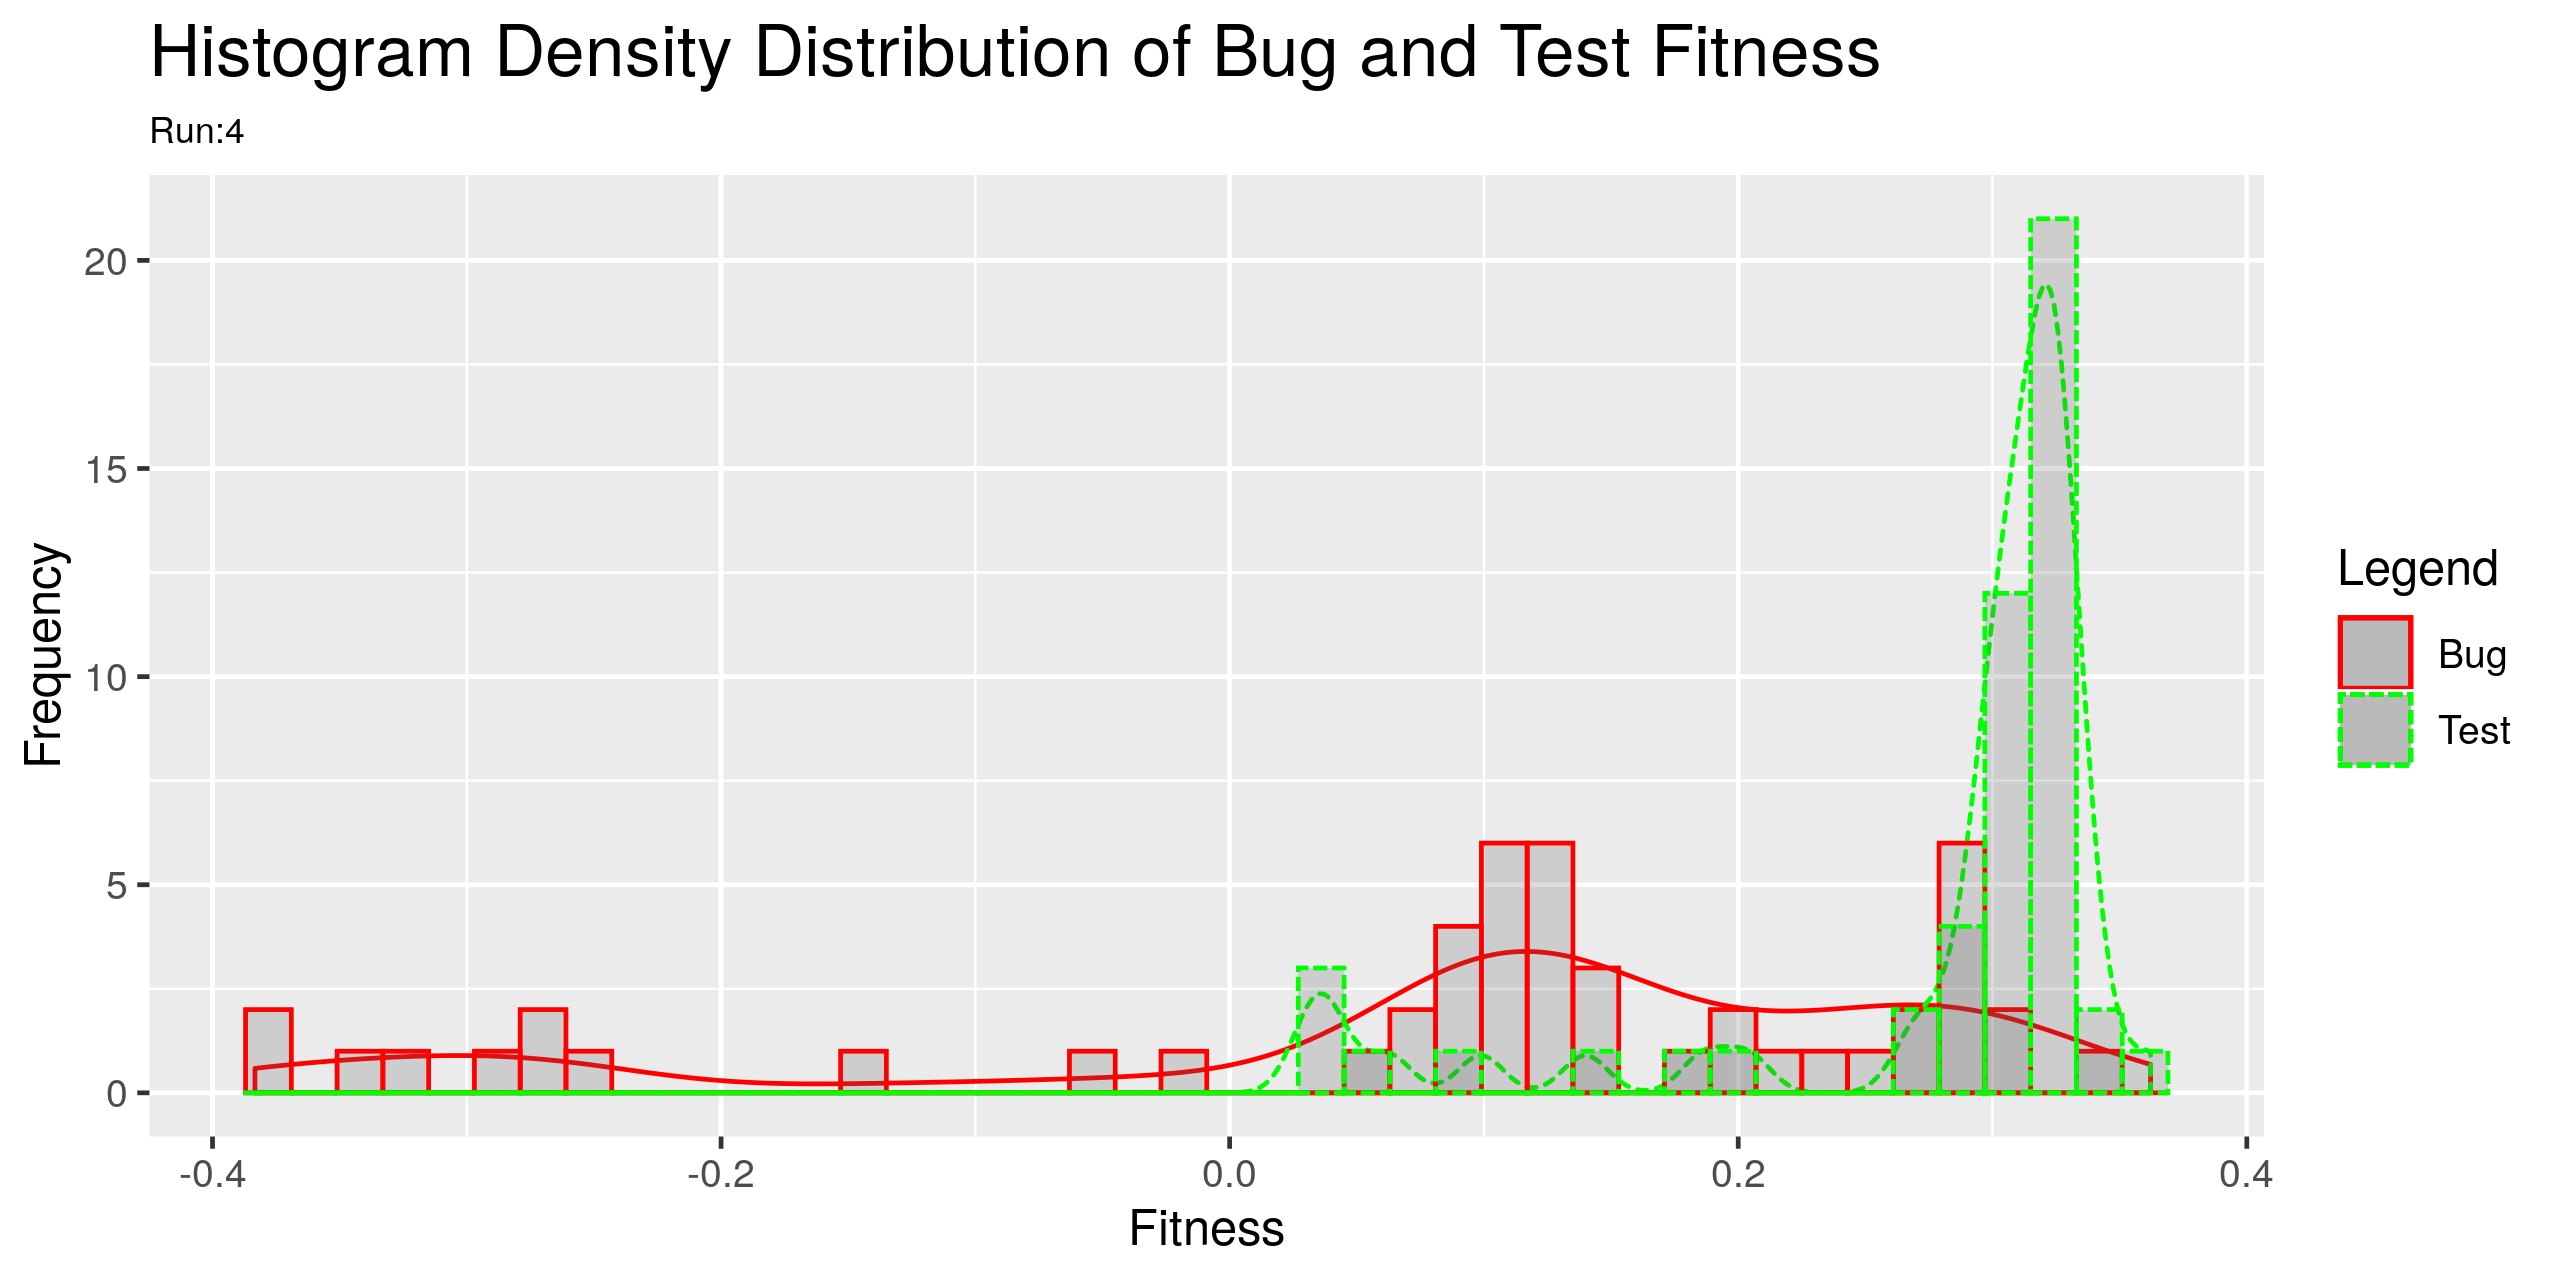 Histogram Density Distribution of Bug and Test Fitness
Run:4
Frequency
20
15
10
5
0
-0.4
-0.2
0.0
0.2
0.4
Fitness
Legend
Bug
Test